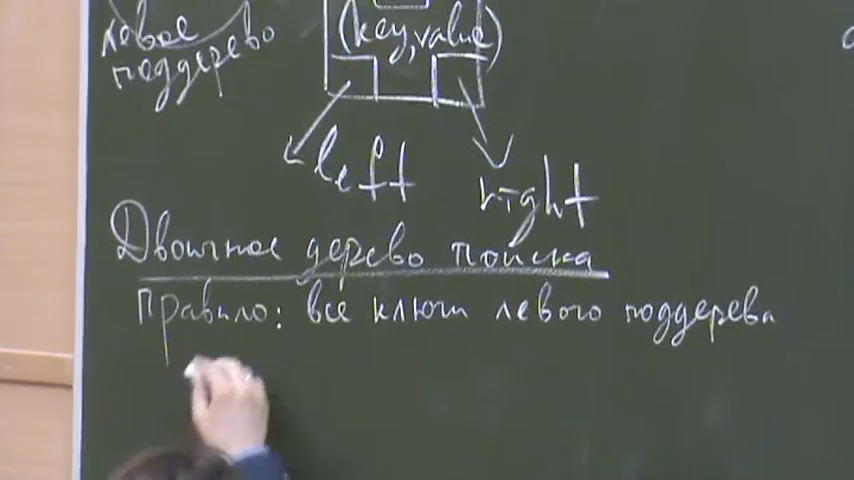 левое
поддерево
(key, value)
left
right
Двоичное дерево поиска
Правило: все ключи левого поддерева